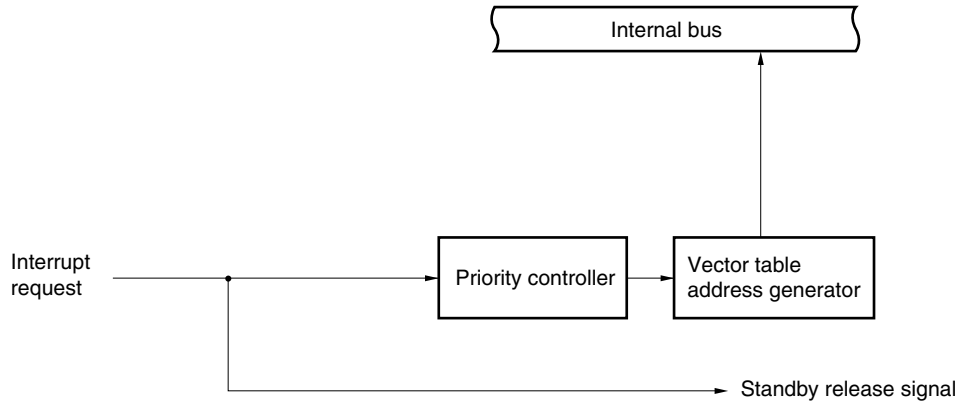 Internal bus
Interrupt
request
Priority controller
Vector table
address generator
Standby release signal